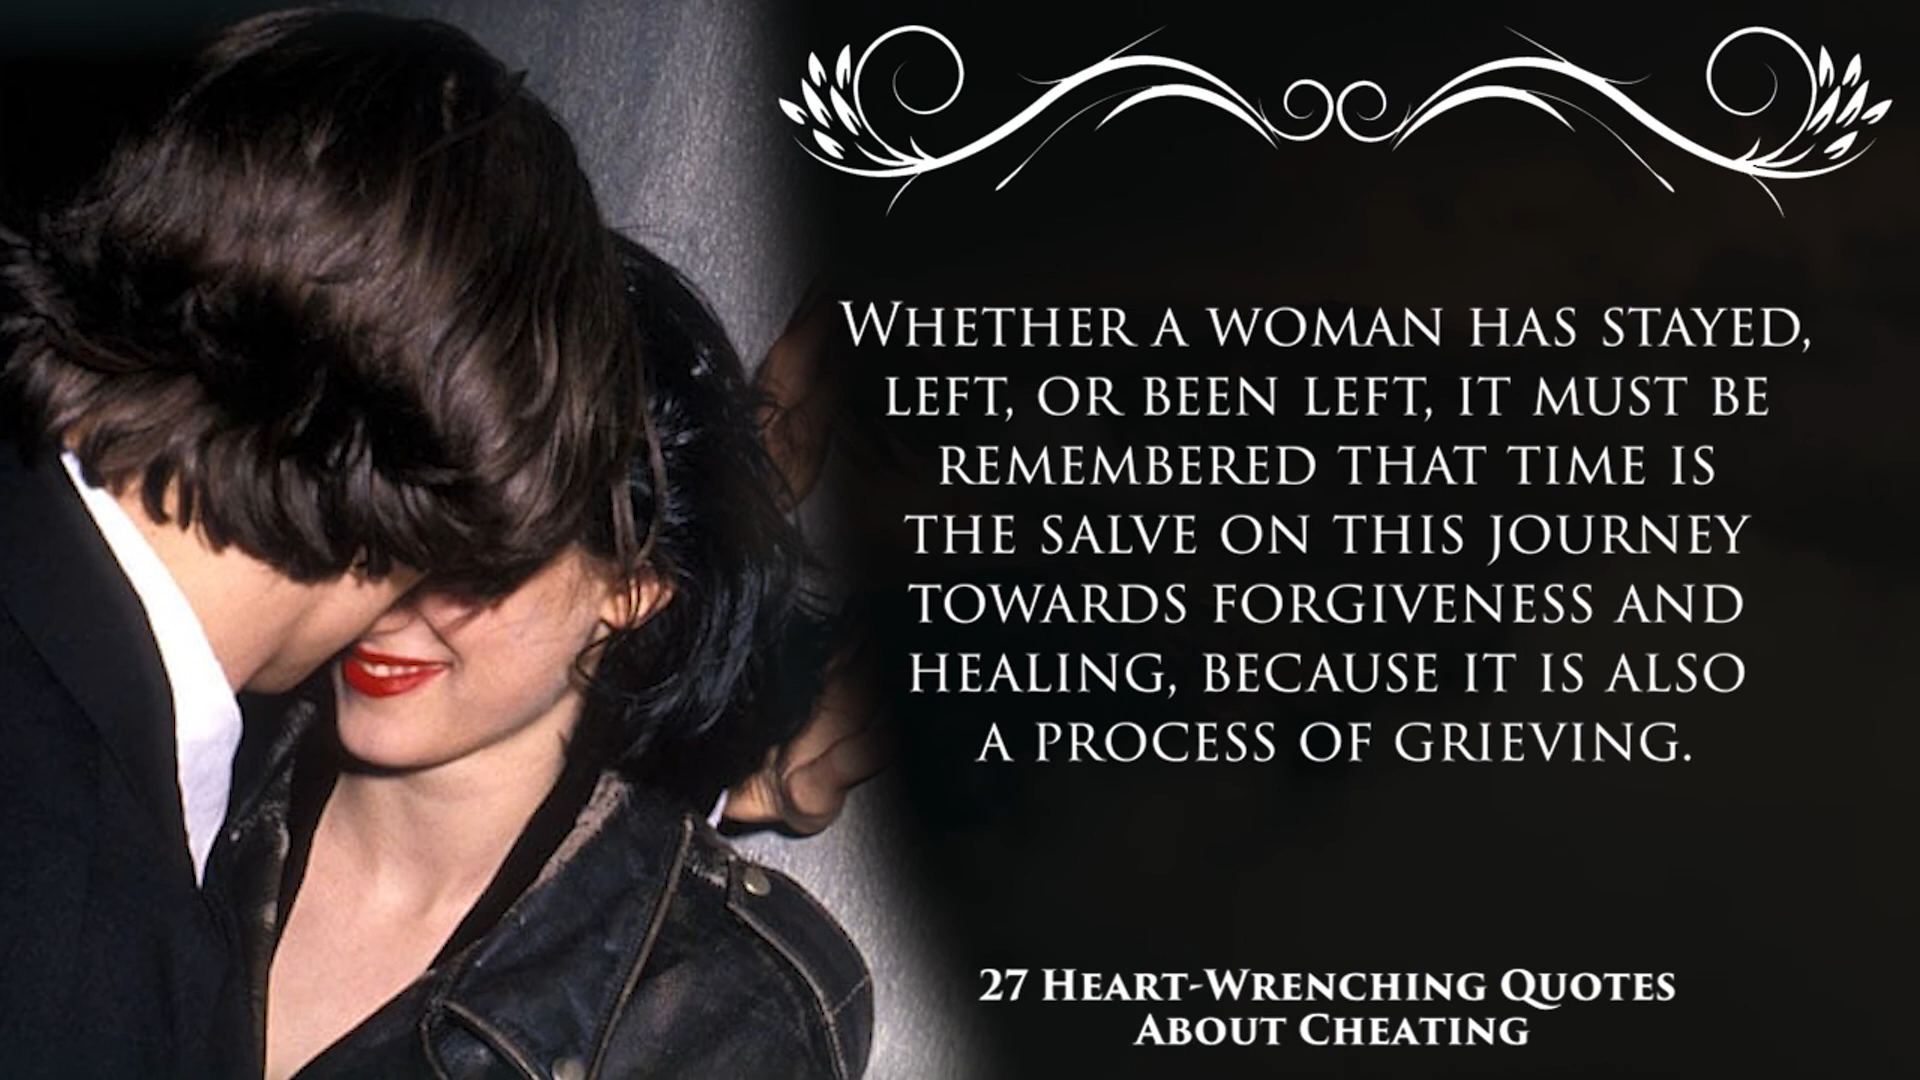 Whether a woman has stayed,
left, or been left, it must be
remembered that time is
the salve on this journey
towards forgiveness and
healing, because it is also
a process of grieving.
27 Heart-Wrenching Quotes
About Cheating